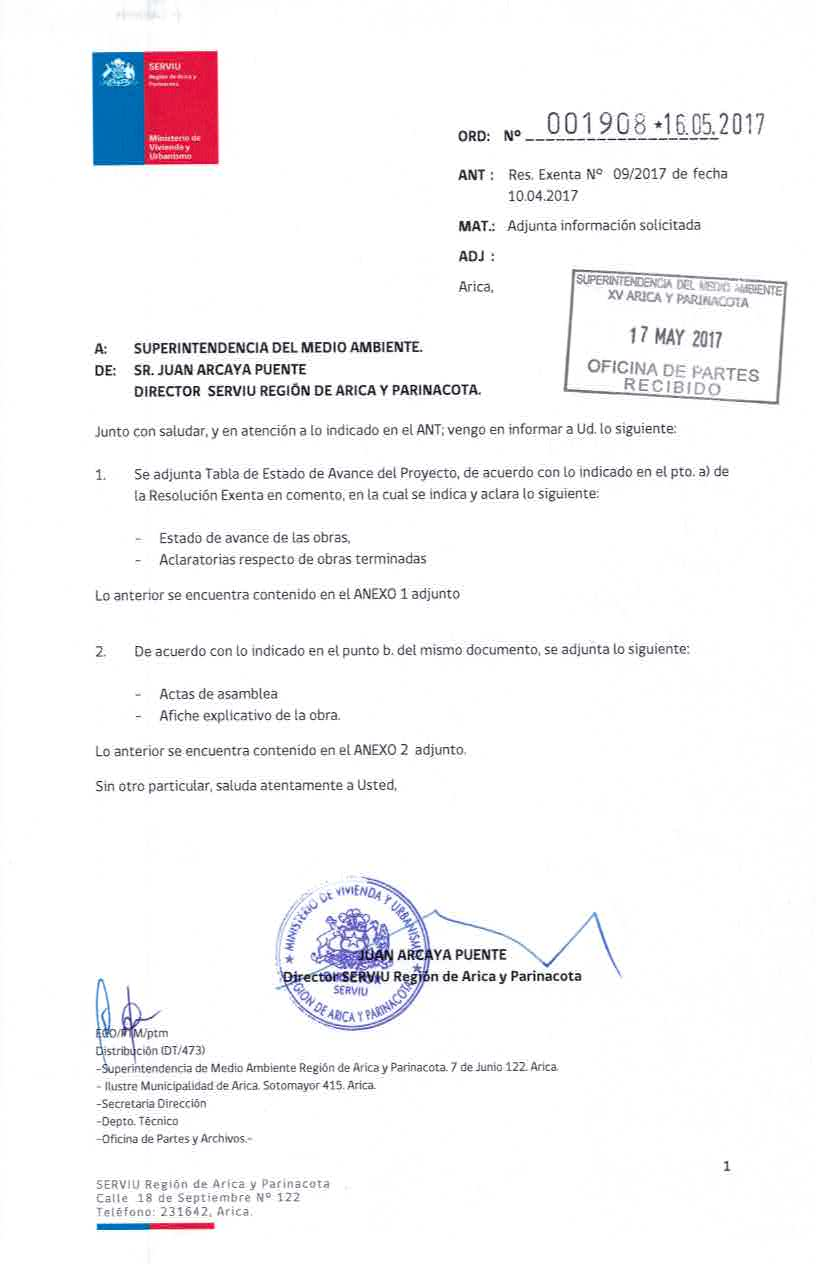 SERVIU
Región de Arica y
Parinacota
Ministerio de
Vivienda y
Urbanismo
ORD: Nº 001908 *16.05.2017
ANT : Res. Exenta Nº 09/2017 de fecha
10.04.2017
MAT.: Adjunta información solicitada
ADJ :
Arica,
SUPERINTENDENCIA DEL MEDIO AMBIENTE
XV ARICA Y PARINACOTA
17 MAY 2017
OFICINA DE PARTES
RECIBIDO
A: SUPERINTENDENCIA DEL MEDIO AMBIENTE.
DE: SR. JUAN ARCAYA PUENTE
DIRECTOR SERVIU REGIÓN DE ARICA Y PARINACOTA.
Junto con saludar, y en atención a lo indicado en el ANT; vengo en informar a Ud. lo siguiente:
1. Se adjunta Tabla de Estado de Avance del Proyecto, de acuerdo con lo indicado en el pto. a) de
la Resolución Exenta en comento, en la cual se indica y aclara lo siguiente:
- Estado de avance de las obras,
- Aclaratorias respecto de obras terminadas
Lo anterior se encuentra contenido en el ANEXO 1 adjunto
2. De acuerdo con lo indicado en el punto b. del mismo documento, se adjunta lo siguiente:
- Actas de asamblea
- Afiche explicativo de la obra.
Lo anterior se encuentra contenido en el ANEXO 2 adjunto.
Sin otro particular, saluda atentamente a Usted,
MINISTERIO DE VIVIENDA Y URBANISMO
JUAN ARCAYA PUENTE
Director SERVIU Región de Arica y Parinacota
SERVIU
REGION DE ARICA Y PARINACOTA
/ptm
Distribución (DT/473)
-Superintendencia de Medio Ambiente Región de Arica y Parinacota. 7 de Junio 122. Arica.
- Ilustre Municipalidad de Arica. Sotomayor 415. Arica.
-Secretaria Dirección
-Depto. Técnico
-Oficina de Partes y Archivos.-
1
SERVIU Región de Arica y Parinacota
Calle 18 de Septiembre Nº 122
Teléfono: 231642, Arica.